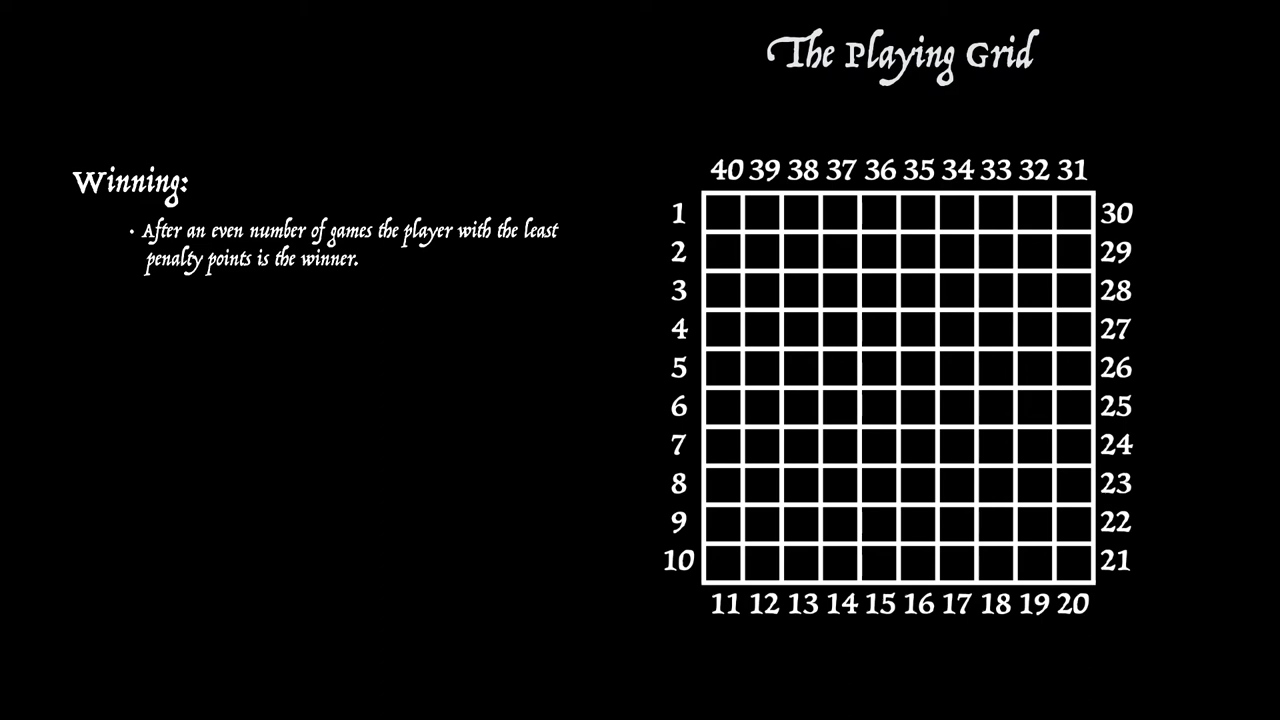 The Playing Grid
Winning:
· After an even number of games the player with the least
penalty points is the winner.
40 39 38 37 36 35 34 33 32 31
1 30
2 29
3 28
4 27
5 26
6 25
7 24
8 23
9 22
10 21
11 12 13 14 15 16 17 18 19 20